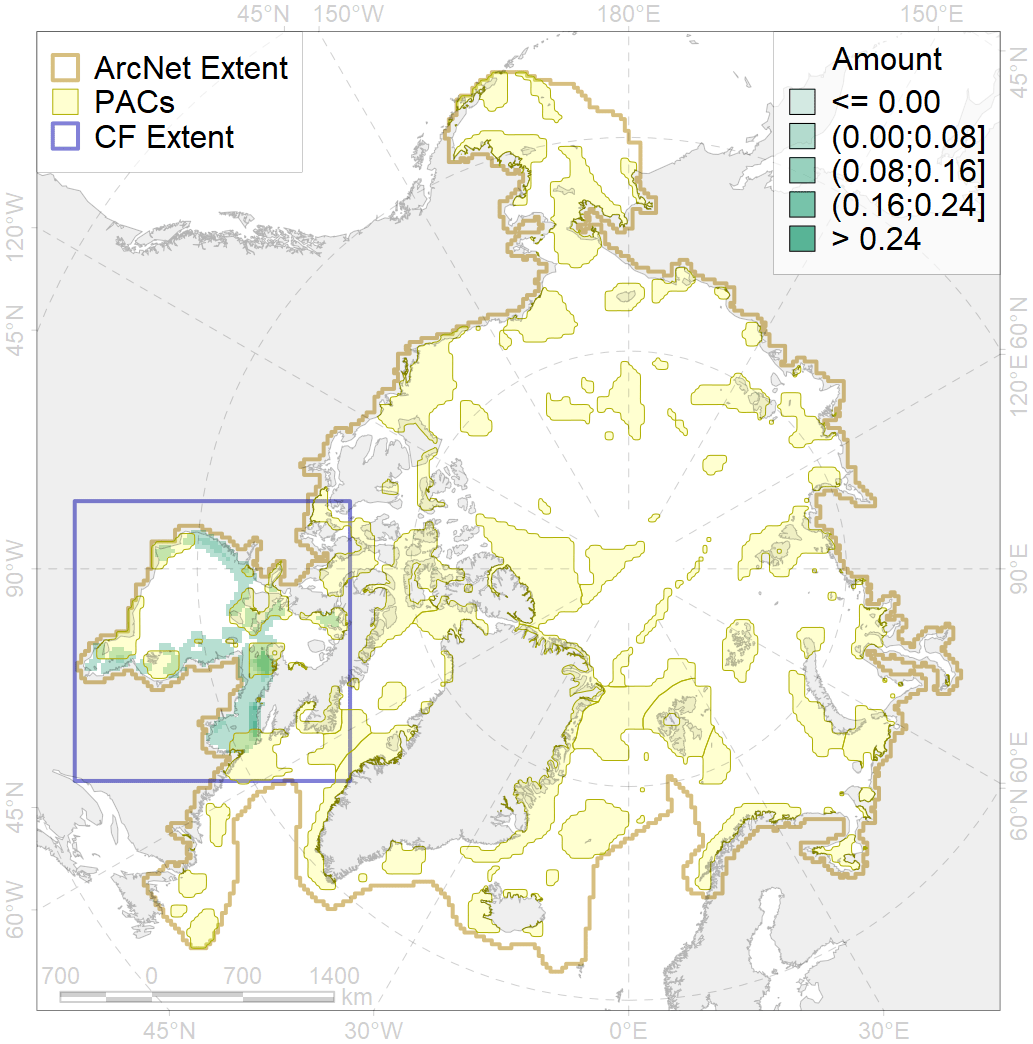 45°N 150°W 180°E 150°E
ArcNet Extent
PACs
CF Extent
Amount
<= 0.00
(0.00;0.08]
(0.08;0.16]
(0.16;0.24]
> 0.24
45°N
120°W
45°N
90°W
45°N
60°W
60°N
120°E
90°E
60°E
60°N
700 0 700 1400
km
45°N 30°W 0°E 30°E